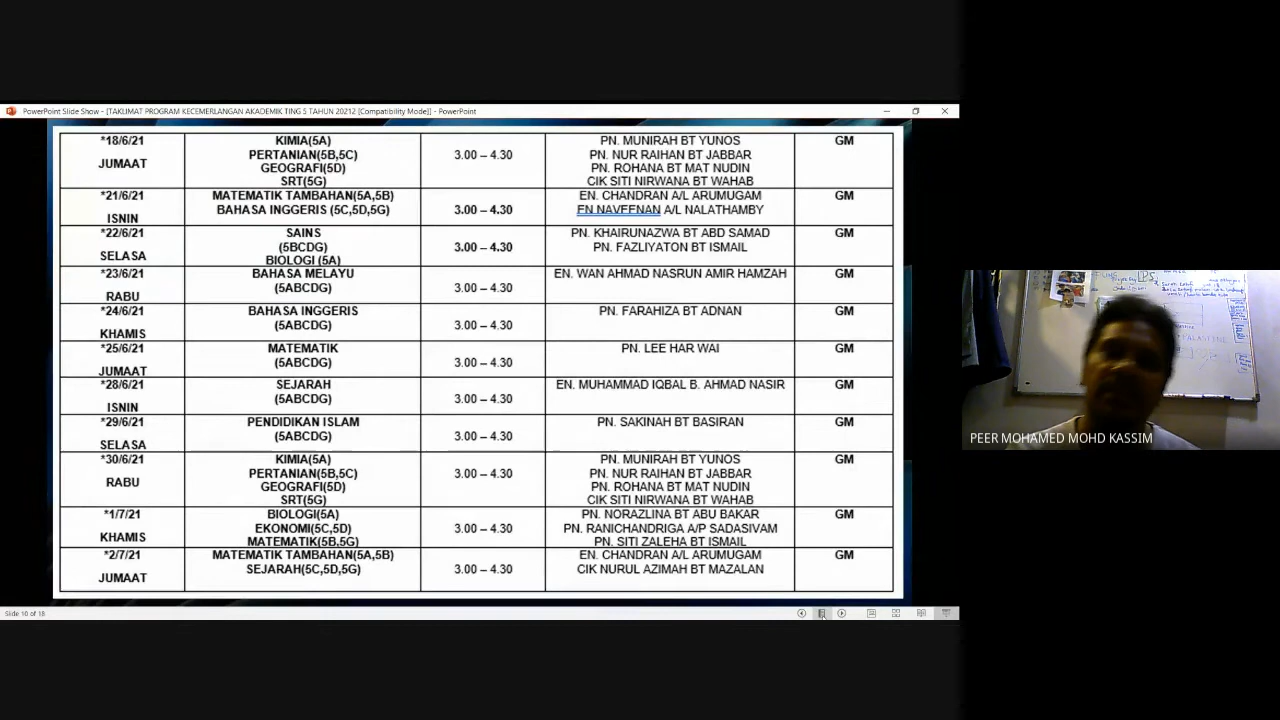 PowerPoint Slide Show - [TAKLIMAT PROGRAM KECEMERLANGAN AKADEMIK TING 5 TAHUN 20212 [Compatibility Mode]] - PowerPoint
*18/6/21
JUMAAT
KIMIA(5A)
PERTANIAN(5B,5C)
GEOGRAFI(5D)
SRT(5G)
3.00 – 4.30
PN. MUNIRAH BT YUNOS
PN. NUR RAIHAN BT JABBAR
PN. ROHANA BT MAT NUDIN
CIK SITI NIRWANA BT WAHAB
GM
*21/6/21
ISNIN
MATEMATIK TAMBAHAN(5A,5B)
BAHASA INGGERIS (5C,5D,5G)
3.00 – 4.30
EN. CHANDRAN A/L ARUMUGAM
EN NAVEENAN A/L NALATHAMBY
GM
*22/6/21
SELASA
SAINS
(5BCDG)
BIOLOGI (5A)
3.00 – 4.30
PN. KHAIRUNAZWA BT ABD SAMAD
PN. FAZLIYATON BT ISMAIL
GM
*23/6/21
RABU
BAHASA MELAYU
(5ABCDG)
3.00 – 4.30
EN. WAN AHMAD NASRUN AMIR HAMZAH
GM
*24/6/21
KHAMIS
BAHASA INGGERIS
(5ABCDG)
3.00 – 4.30
PN. FARAHIZA BT ADNAN
GM
*25/6/21
JUMAAT
MATEMATIK
(5ABCDG)
3.00 – 4.30
PN. LEE HAR WAI
GM
*28/6/21
ISNIN
SEJARAH
(5ABCDG)
3.00 – 4.30
EN. MUHAMMAD IQBAL B. AHMAD NASIR
GM
*29/6/21
SELASA
PENDIDIKAN ISLAM
(5ABCDG)
3.00 – 4.30
PN. SAKINAH BT BASIRAN
GM
*30/6/21
RABU
KIMIA(5A)
PERTANIAN(5B,5C)
GEOGRAFI(5D)
SRT(5G)
3.00 – 4.30
PN. MUNIRAH BT YUNOS
PN. NUR RAIHAN BT JABBAR
PN. ROHANA BT MAT NUDIN
CIK SITI NIRWANA BT WAHAB
GM
*1/7/21
KHAMIS
BIOLOGI(5A)
EKONOMI(5C,5D)
MATEMATIK(5B,5G)
3.00 – 4.30
PN. NORAZLINA BT ABU BAKAR
PN. RANICHANDRIGA A/P SADASIVAM
PN. SITI ZALEHA BT ISMAIL
GM
*2/7/21
JUMAAT
MATEMATIK TAMBAHAN(5A,5B)
SEJARAH(5C,5D,5G)
3.00 – 4.30
EN. CHANDRAN A/L ARUMUGAM
CIK NURUL AZIMAH BT MAZALAN
GM
Slide 10 of 18
PEER MOHAMED MOHD KASSIM